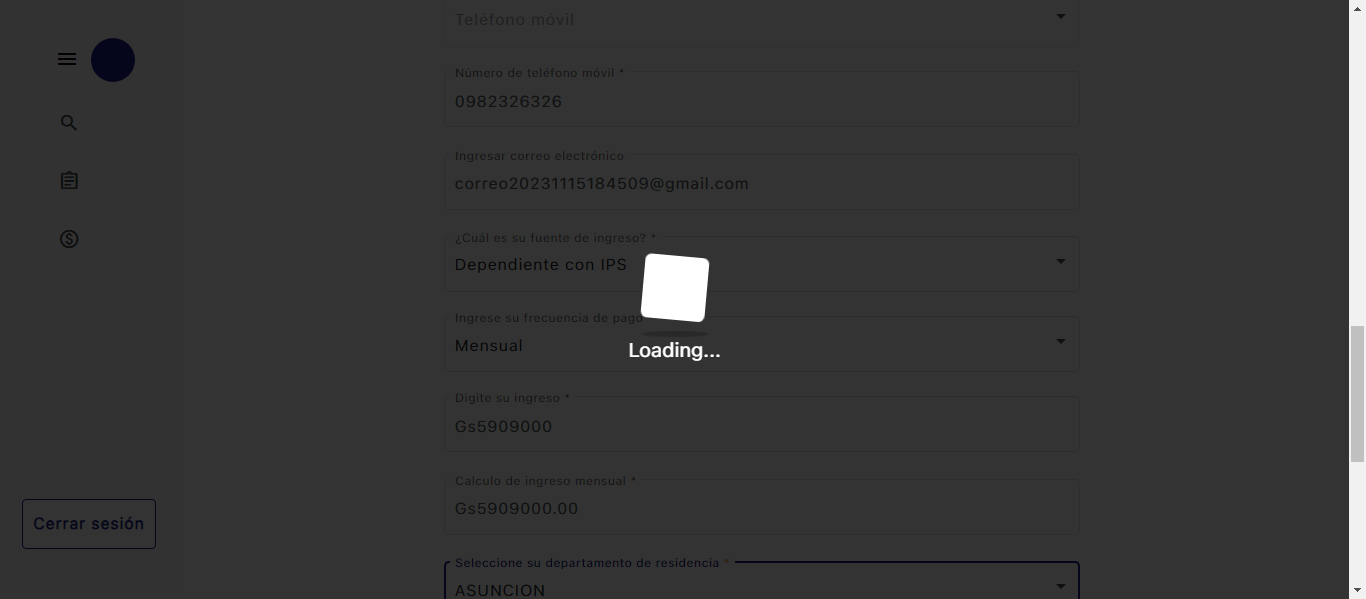 Teléfono móvil
Número de teléfono móvil *
0982326326
Ingresar correo electrónico
correo20231115184509@gmail.com
¿Cuál es su fuente de ingreso? *
Dependiente con IPS
Ingrese su frecuencia de pago
Mensual
Loading...
Digite su ingreso *
Gs5909000
Calculo de ingreso mensual *
Gs5909000.00
Cerrar sesión
Seleccione su departamento de residencia *
ASUNCION